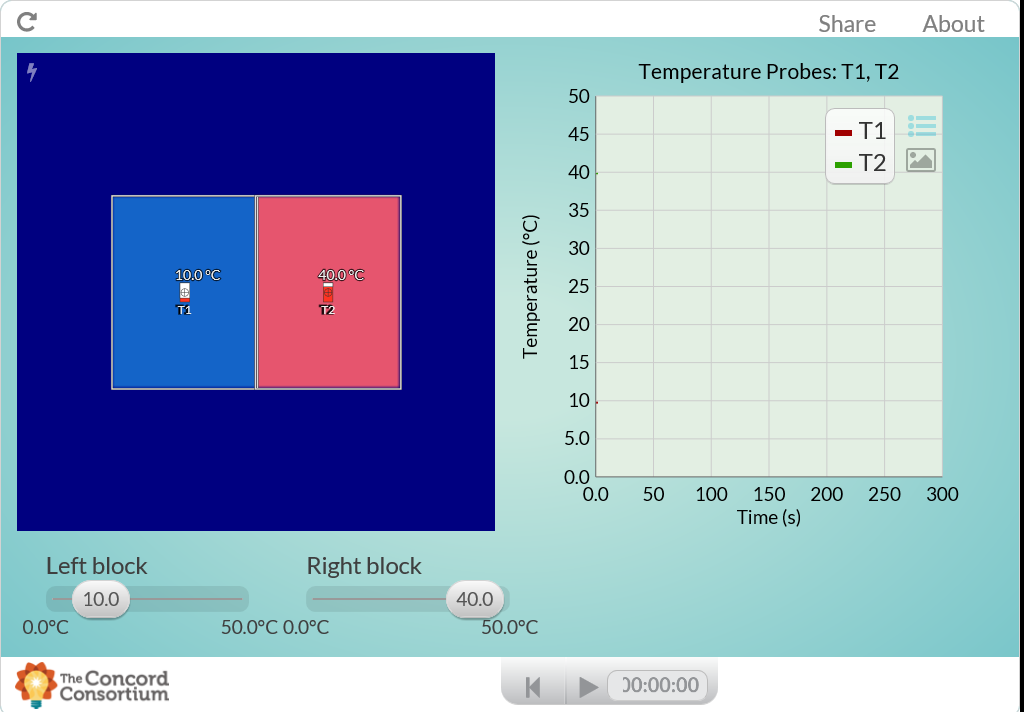 Share About
Temperature Probes: T1, T2
50
45
40
35
30
25
20
15
10
5.0
0.0
Temperature (°C)
T1
T2
0.0 50 100 150 200 250 300
Time (s)
10.0 °C
T1
40.0 °C
T2
Left block
10.0
0.0°C 50.0°C
Right block
40.0
0.0°C 50.0°C
The Concord
Consortium
00:00:00